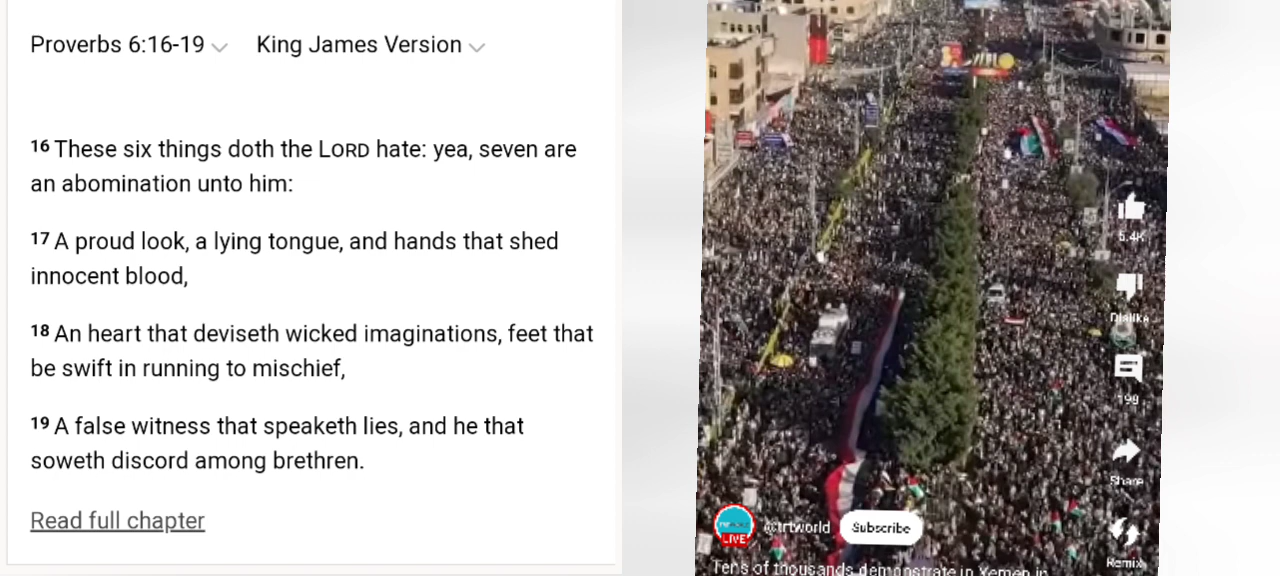 Proverbs 6:16-19 King James Version
16 These six things doth the LORD hate: yea, seven are
an abomination unto him:
17 A proud look, a lying tongue, and hands that shed
innocent blood,
18 An heart that deviseth wicked imaginations, feet that
be swift in running to mischief,
19 A false witness that speaketh lies, and he that
soweth discord among brethren.
Read full chapter
5.4K
Dislike
199
Share
@trtworld Subscribe
LIVE
Remix
Tens of thousands demonstrate in Yemen in